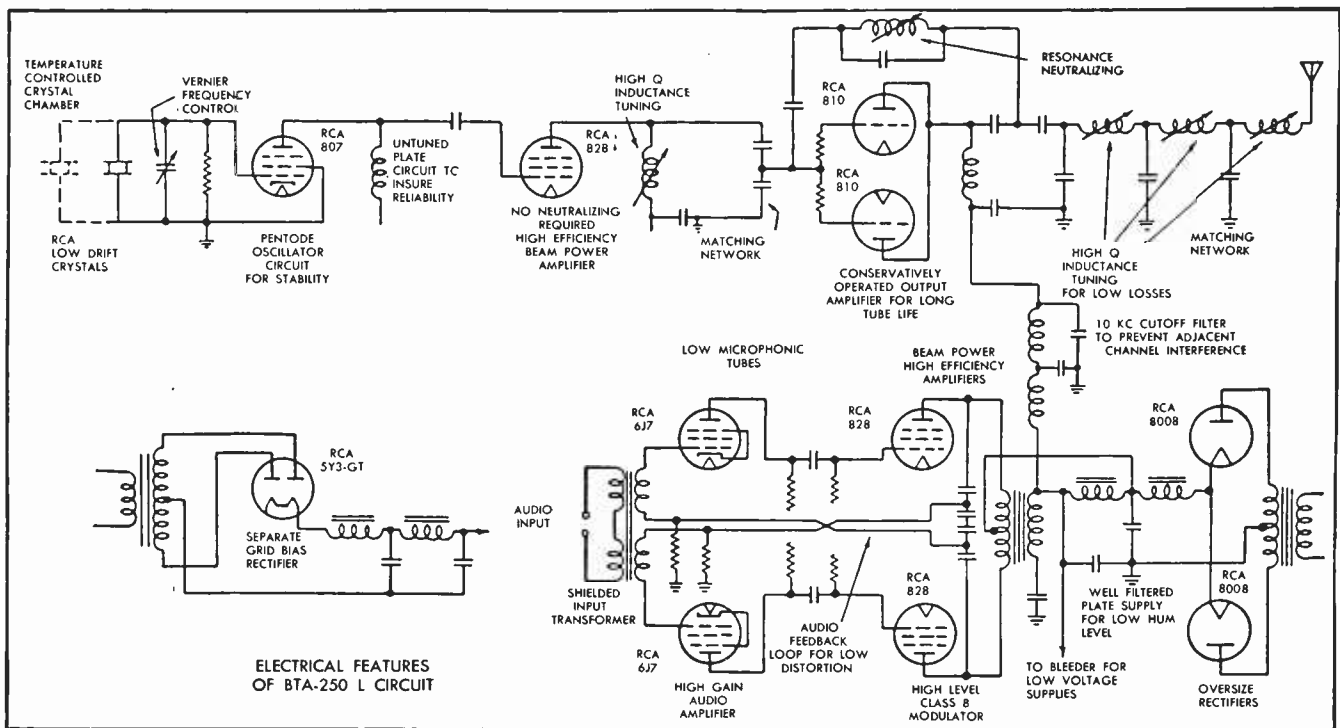 TEMPERATURE
CONTROLLED
CRYSTAL
CHAMBER
VERNIER
FREQUENCY
CONTROL
RCA
LOW DRIFT
CRYSTALS
RCA
807
PENTODE
OSCILLATOR
CIRCUIT
FOR STABILITY
UNTUNED
PLATE
CIRCUIT TC
INSURE
RELIABILITY
HIGH Q
INDUCTANCE
TUNING
RCA
828
NO NEUTRALIZING
REQUIRED
HIGH EFFICIENCY
BEAM POWER
AMPLIFIER
MATCHING
NETWORK
RCA
810
RCA
810
CONSERVATIVELY
OPERATED OUTPUT
AMPLIFIER FOR LONG
TUBE LIFE
RESONANCE
NEUTRALIZING
HIGH Q
INDUCTANCE
TUNING
FOR LOW LOSSES
MATCHING
NETWORK
10 KC CUTOFF FILTER
TO PREVENT ADJACENT
CHANNEL INTERFERENCE
RCA
5Y3-GT
SEPARATE
GRID BIAS
RECTIFIER
ELECTRICAL FEATURES
OF BTA-250 L CIRCUIT
AUDIO
INPUT
SHIELDED
INPUT
TRANSFORMER
LOW MICROPHONIC
TUBES
RCA
6J7
RCA
6J7
HIGH GAIN
AUDIO
AMPLIFIER
AUDIO
FEEDBACK
LOOP FOR LOW
DISTORTION
BEAM POWER
HIGH EFFICIENCY
AMPLIFIERS
RCA
828
RCA
828
HIGH LEVEL
CLASS B
MODULATOR
TO BLEEDER FOR
LOW VOLTAGE
SUPPLIES
WELL FILTERED
PLATE SUPPLY
FOR LOW HUM
LEVEL
RCA
8008
RCA
8008
OVERSIZE
RECTIFIERS